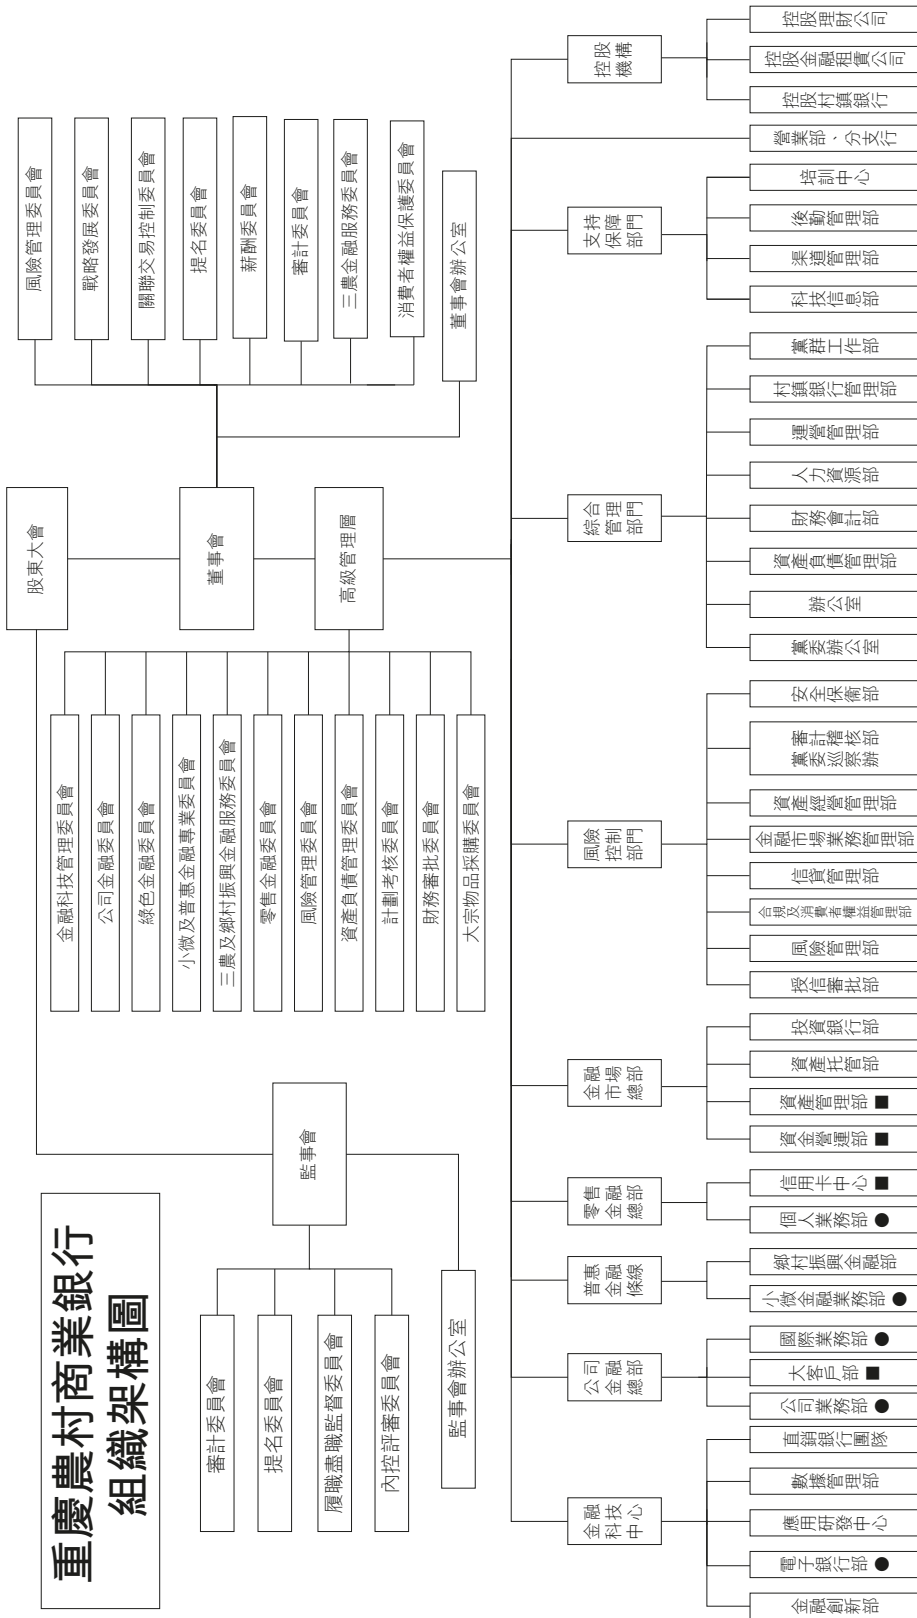 重慶農村商業銀行
組織架構圖
股東大會
監事會
董事會
高級管理層
審計委員會
提名委員會
履職盡職監督委員會
內控評審委員會
監事會辦公室
風險管理委員會
戰略發展委員會
關聯交易控制委員會
提名委員會
薪酬委員會
審計委員會
三農金融服務委員會
消費者權益保護委員會
董事會辦公室
金融科技管理委員會
公司金融委員會
綠色金融委員會
小微及普惠金融專業委員會
三農及鄉村振興金融服務委員會
零售金融委員會
風險管理委員會
資產負債管理委員會
計劃考核委員會
財務審批委員會
大宗物品採購委員會
金融
科技
中心
金融創新部
電子銀行部 ●
應用研發中心
數據管理部
直銷銀行團隊
公司
金融
總部
公司業務部 ●
大客戶部 ■
國際業務部 ●
普惠
金融
條線
小微金融業務部 ●
鄉村振興金融部
零售
金融
總部
個人業務部 ●
信用卡中心 ■
金融
市場
總部
資金營運部 ■
資產管理部 ■
資產托管部
投資銀行部
風險
控制
部門
授信審批部
風險管理部
合規及消費者權益管理部
信貸管理部
金融市場業務管理部
資產經營管理部
審計稽核部
黨委巡察辦
安全保衞部
綜合
管理
部門
黨委辦公室
辦公室
資產負債管理部
財務會計部
人力資源部
運營管理部
村鎮銀行管理部
黨群工作部
支持
保障
部門
科技信息部
渠道管理部
後勤管理部
培訓中心
營業部、分支行
控股
機構
控股村鎮銀行
控股金融租賃公司
控股理財公司